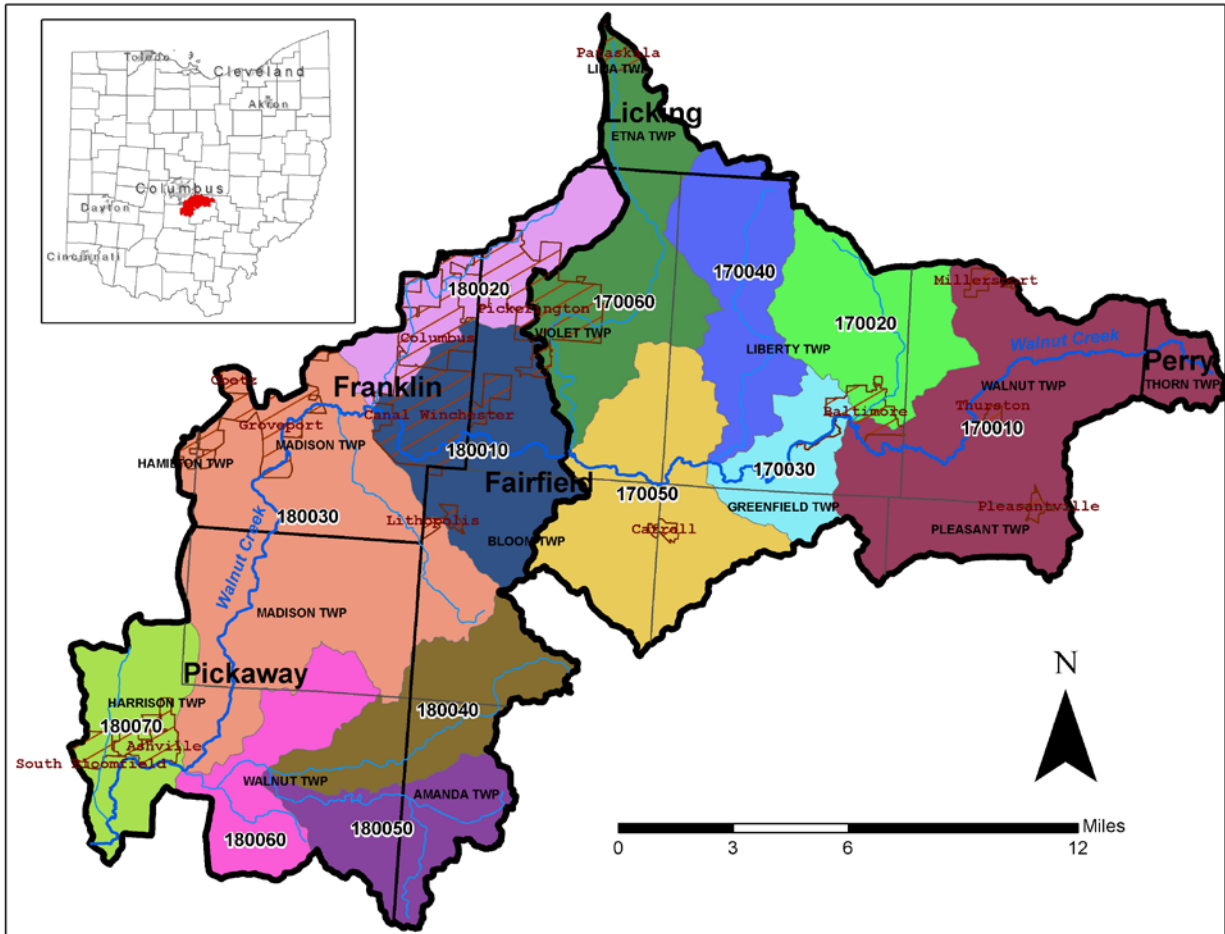 Toledo
Cleveland
Akron
Columbus
Dayton
Cincinnati
Pataskala
LIMA TWP
Licking
ETNA TWP
180020
170060
170040
170020
Millersport
Pickerington
Columbus
VIOLET TWP
LIBERTY TWP
Walnut Creek
Perry
THORN TWP
WALNUT TWP
Franklin
Obetz
Groveport
MADISON TWP
HAMILTON TWP
Canal Winchester
180010
Baltimore
Thurston
170010
170030
Fairfield
170050
GREENFIELD TWP
Pleasantville
PLEASANT TWP
180030
Lithopolis
BLOOM TWP
Carroll
Walnut Creek
MADISON TWP
Pickaway
HARRISON TWP
180070
Ashville
South Bloomfield
180040
WALNUT TWP
AMANDA TWP
180060
180050
N
Miles
0 3 6 12